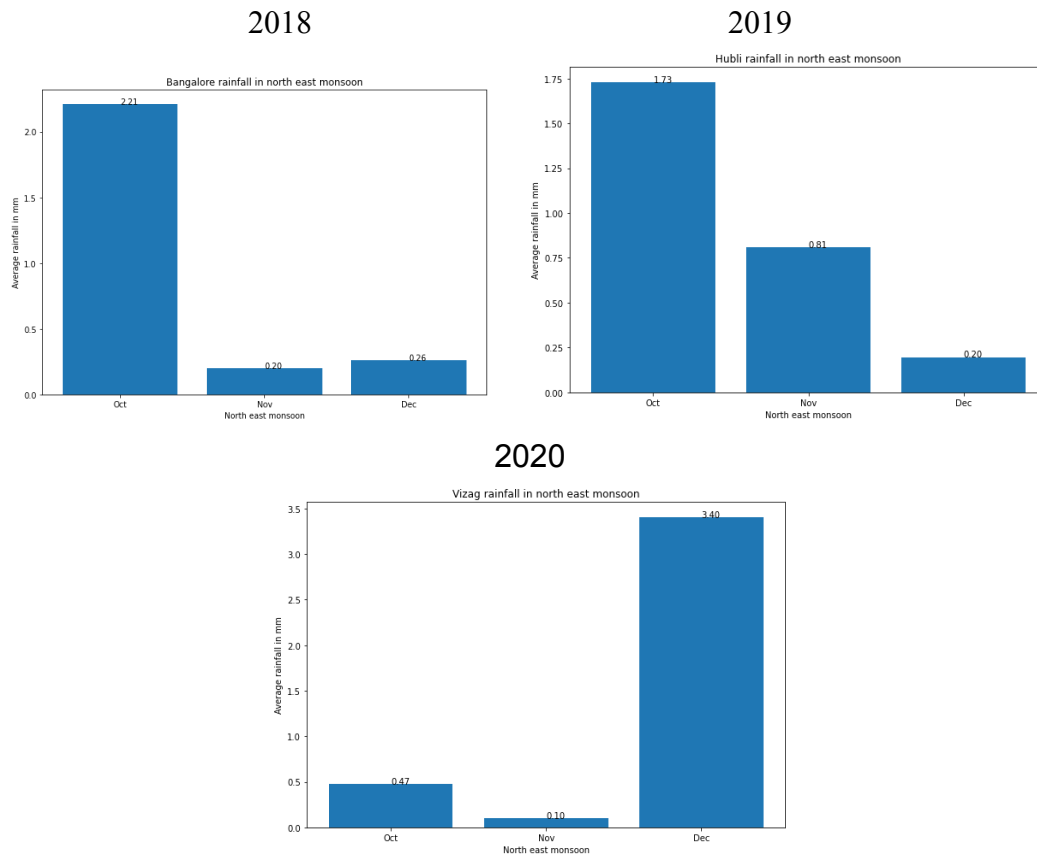 2018
Bangalore rainfall in north east monsoon
2.21
0.20
0.26
2.0
1.5
1.0
0.5
0.0
Average rainfall in mm
Oct Nov Dec
North east monsoon
2019
Hubli rainfall in north east monsoon
1.73
0.81
0.20
1.75
1.50
1.25
1.00
0.75
0.50
0.25
0.00
Average rainfall in mm
Oct Nov Dec
North east monsoon
2020
Vizag rainfall in north east monsoon
0.47
0.10
3.40
3.5
3.0
2.5
2.0
1.5
1.0
0.5
0.0
Average rainfall in mm
Oct Nov Dec
North east monsoon